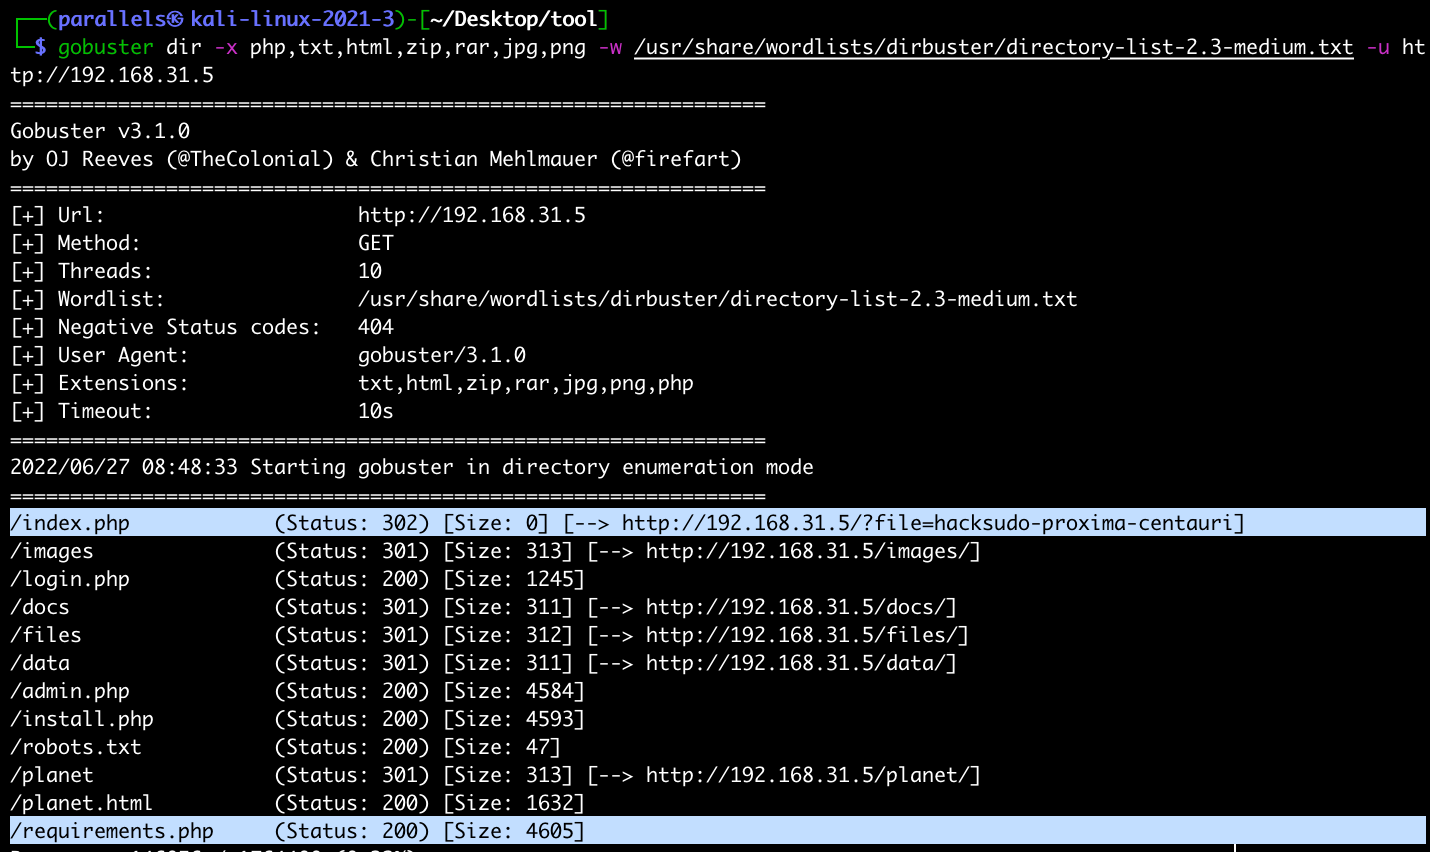 ┌──(parallels㉿kali-linux-2021-3)-[~/Desktop/tool]
└─$ gobuster dir -x php,txt,html,zip,rar,jpg,png -w /usr/share/wordlists/dirbuster/directory-list-2.3-medium.txt -u ht
tp://192.168.31.5
===============================================================
Gobuster v3.1.0
by OJ Reeves (@TheColonial) & Christian Mehlmauer (@firefart)
===============================================================
[+] Url:                     http://192.168.31.5
[+] Method:                  GET
[+] Threads:                 10
[+] Wordlist:                /usr/share/wordlists/dirbuster/directory-list-2.3-medium.txt
[+] Negative Status codes:   404
[+] User Agent:              gobuster/3.1.0
[+] Extensions:              txt,html,zip,rar,jpg,png,php
[+] Timeout:                 10s
===============================================================
2022/06/27 08:48:33 Starting gobuster in directory enumeration mode
===============================================================
/index.php            (Status: 302) [Size: 0] [--> http://192.168.31.5/?file=hacksudo-proxima-centauri]
/images               (Status: 301) [Size: 313] [--> http://192.168.31.5/images/]
/login.php            (Status: 200) [Size: 1245]
/docs                 (Status: 301) [Size: 311] [--> http://192.168.31.5/docs/]
/files                (Status: 301) [Size: 312] [--> http://192.168.31.5/files/]
/data                 (Status: 301) [Size: 311] [--> http://192.168.31.5/data/]
/admin.php            (Status: 200) [Size: 4584]
/install.php          (Status: 200) [Size: 4593]
/robots.txt           (Status: 200) [Size: 47]
/planet               (Status: 301) [Size: 313] [--> http://192.168.31.5/planet/]
/planet.html          (Status: 200) [Size: 1632]
/requirements.php     (Status: 200) [Size: 4605]